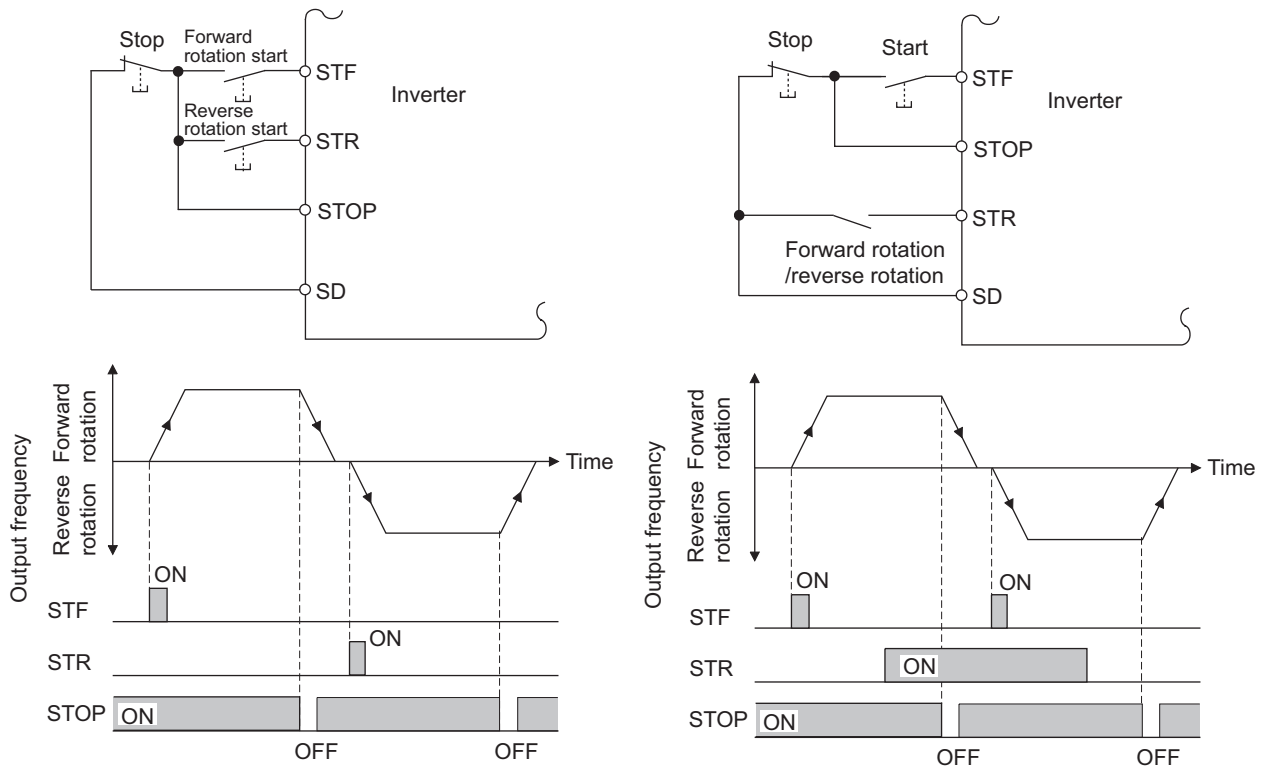 Stop
Forward
rotation start
STF
Inverter
Reverse
rotation start
STR
STOP
SD
Output frequency
Reverse Forward
rotation rotation
Time
ON
STF
ON
STR
STOP
ON
OFF
OFF
Stop
Start
STF
Inverter
STOP
STR
Forward rotation
/reverse rotation
SD
Output frequency
Reverse Forward
rotation rotation
Time
ON
ON
STF
STR
ON
STOP
ON
OFF
OFF